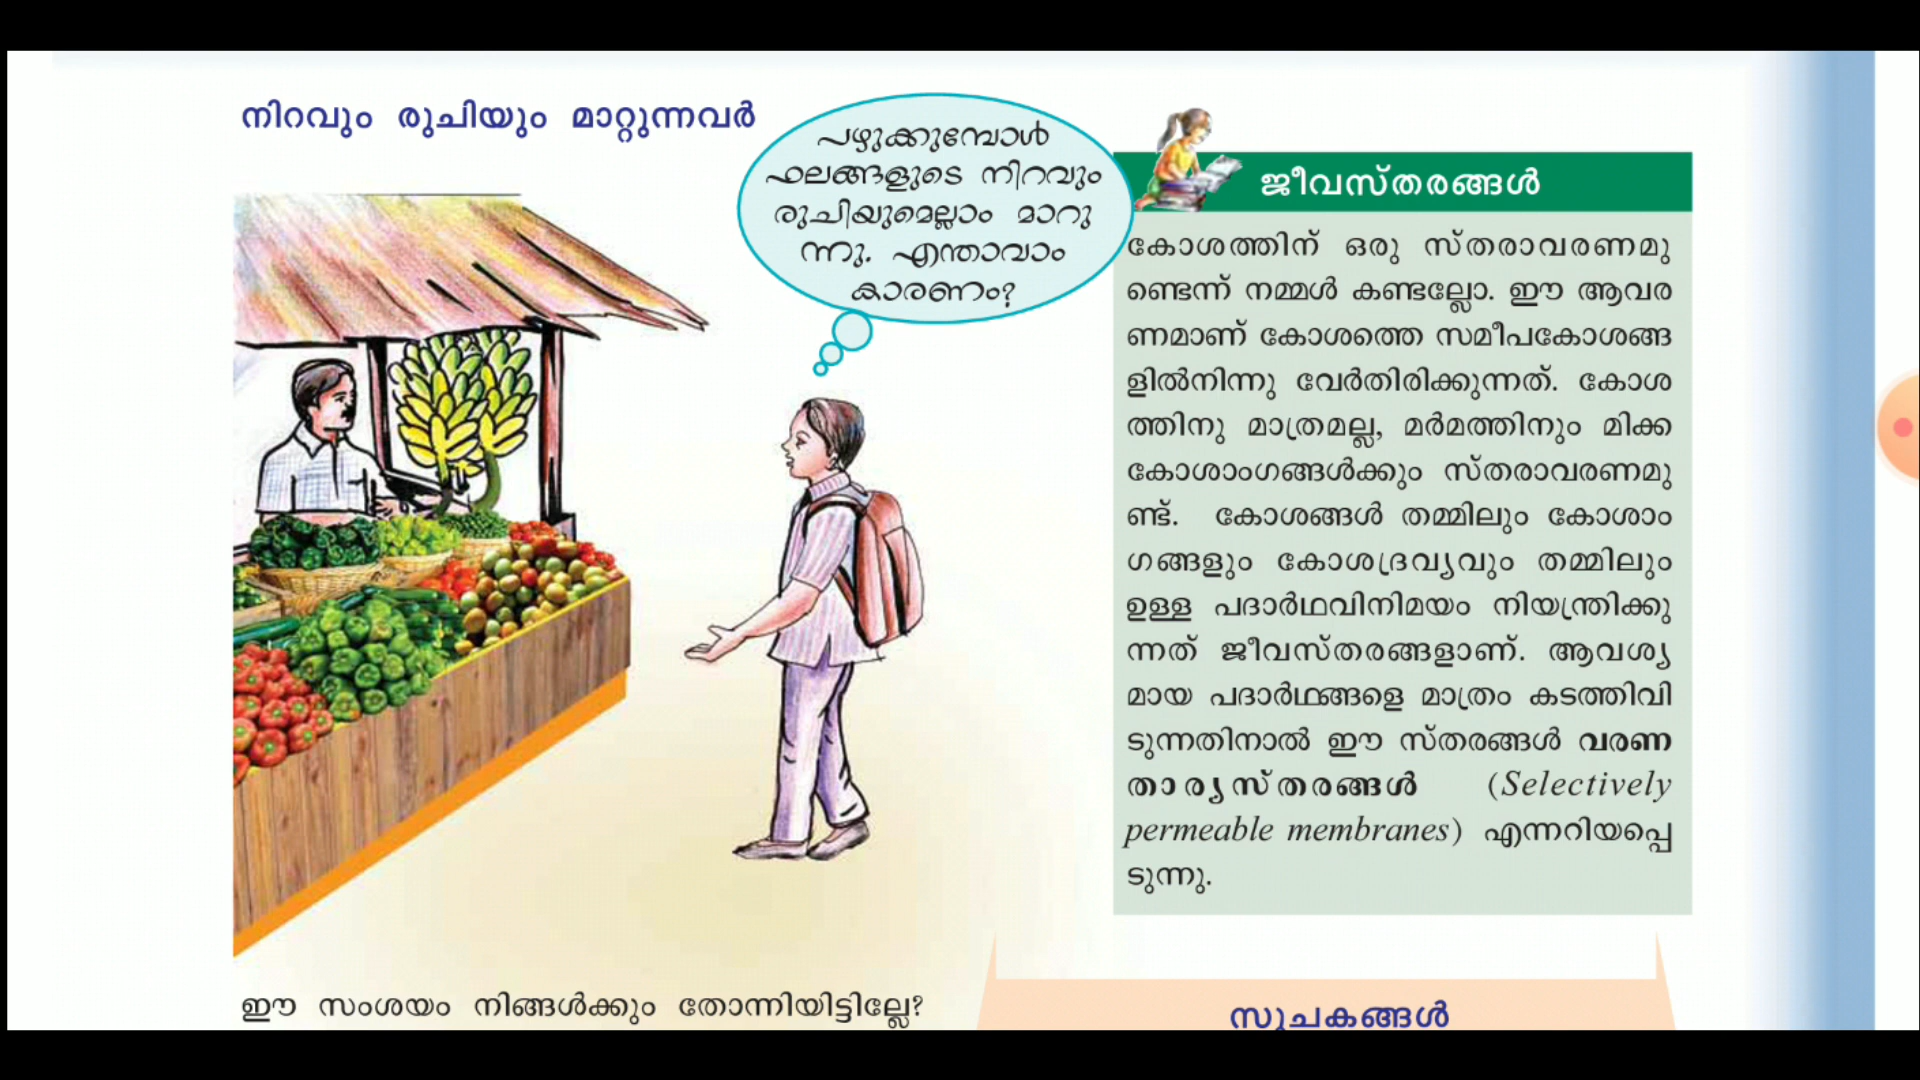 നിറവും രുചിയും മാറ്റുന്നവർ
പഴുക്കുമ്പോൾ
ഫലങ്ങളുടെ നിറവും
രുചിയുമെല്ലാം മാറു
ന്നു. എന്താവാം
കാരണം?
ഈ സംശയം നിങ്ങൾക്കും തോന്നിയിട്ടില്ലേ?
ജീവസ്തരങ്ങൾ
കോശത്തിന് ഒരു സ്തരാവരണമു
ണ്ടെന്ന് നമ്മൾ കണ്ടല്ലോ. ഈ ആവര
ണമാണ് കോശത്തെ സമീപകോശങ്ങ
ളിൽനിന്നു വേർതിരിക്കുന്നത്. കോശ
ത്തിനു മാത്രമല്ല, മർമത്തിനും മിക്ക
കോശാംഗങ്ങൾക്കും സ്തരാവരണമു
ണ്ട്. കോശങ്ങൾ തമ്മിലും കോശാം
ഗങ്ങളും കോശദ്രവ്യവും തമ്മിലും
ഉള്ള പദാർഥവിനിമയം നിയന്ത്രിക്കു
ന്നത് ജീവസ്തരങ്ങളാണ്. ആവശ്യ
മായ പദാർഥങ്ങളെ മാത്രം കടത്തിവി
ടുന്നതിനാൽ ഈ സ്തരങ്ങൾ വരണ
താര്യസ്തരങ്ങൾ (Selectively
permeable membranes) എന്നറിയപ്പെ
ടുന്നു.
സൂചകങ്ങൾ